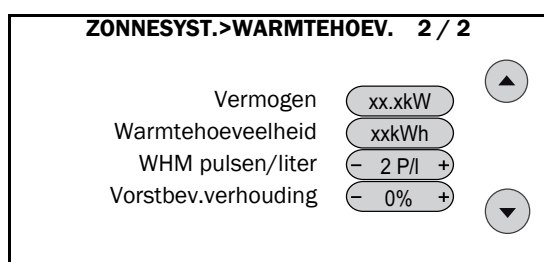 ZONNESYST.>WARMTEHOEV. 2 / 2
Vermogen xx.xkW
Warmtehoeveelheid xxkWh
WHM pulsen/liter − 2 P/l +
Vorstbev.verhouding − 0% +